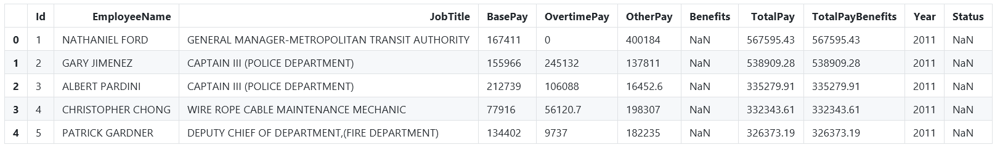 Id EmployeeName JobTitle BasePay OvertimePay OtherPay Benefits TotalPay TotalPayBenefits Year Status
0 1 NATHANIEL FORD GENERAL MANAGER-METROPOLITAN TRANSIT AUTHORITY 167411 0 400184 NaN 567595.43 567595.43 2011 NaN
1 2 GARY JIMENEZ CAPTAIN III (POLICE DEPARTMENT) 155966 245132 137811 NaN 538909.28 538909.28 2011 NaN
2 3 ALBERT PARDINI CAPTAIN III (POLICE DEPARTMENT) 212739 106088 16452.6 NaN 335279.91 335279.91 2011 NaN
3 4 CHRISTOPHER CHONG WIRE ROPE CABLE MAINTENANCE MECHANIC 77916 56120.7 198307 NaN 332343.61 332343.61 2011 NaN
4 5 PATRICK GARDNER DEPUTY CHIEF OF DEPARTMENT,(FIRE DEPARTMENT) 134402 9737 182235 NaN 326373.19 326373.19 2011 NaN